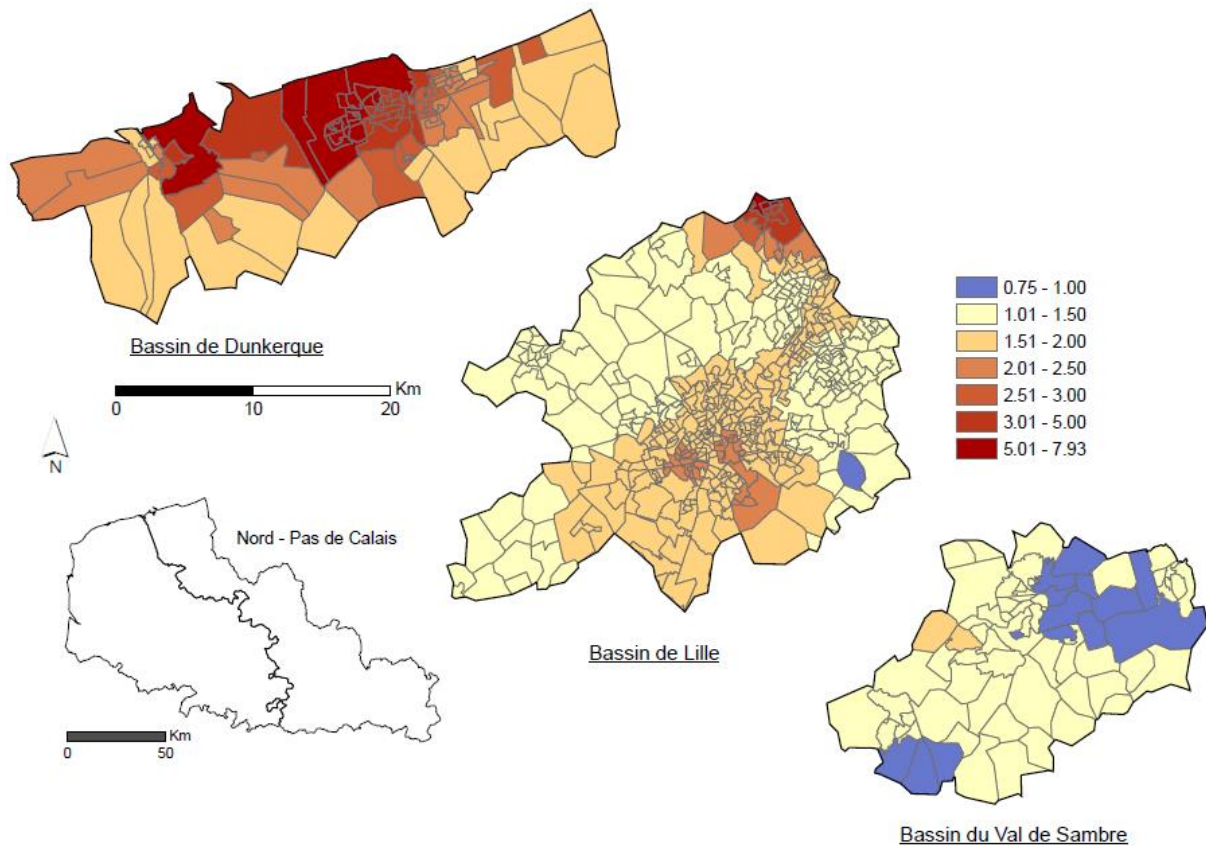 Bassin de Dunkerque
Km
0 10 20
N
Nord - Pas de Calais
Km
0 50
Bassin de Lille
0.75 - 1.00
1.01 - 1.50
1.51 - 2.00
2.01 - 2.50
2.51 - 3.00
3.01 - 5.00
5.01 - 7.93
Bassin du Val de Sambre